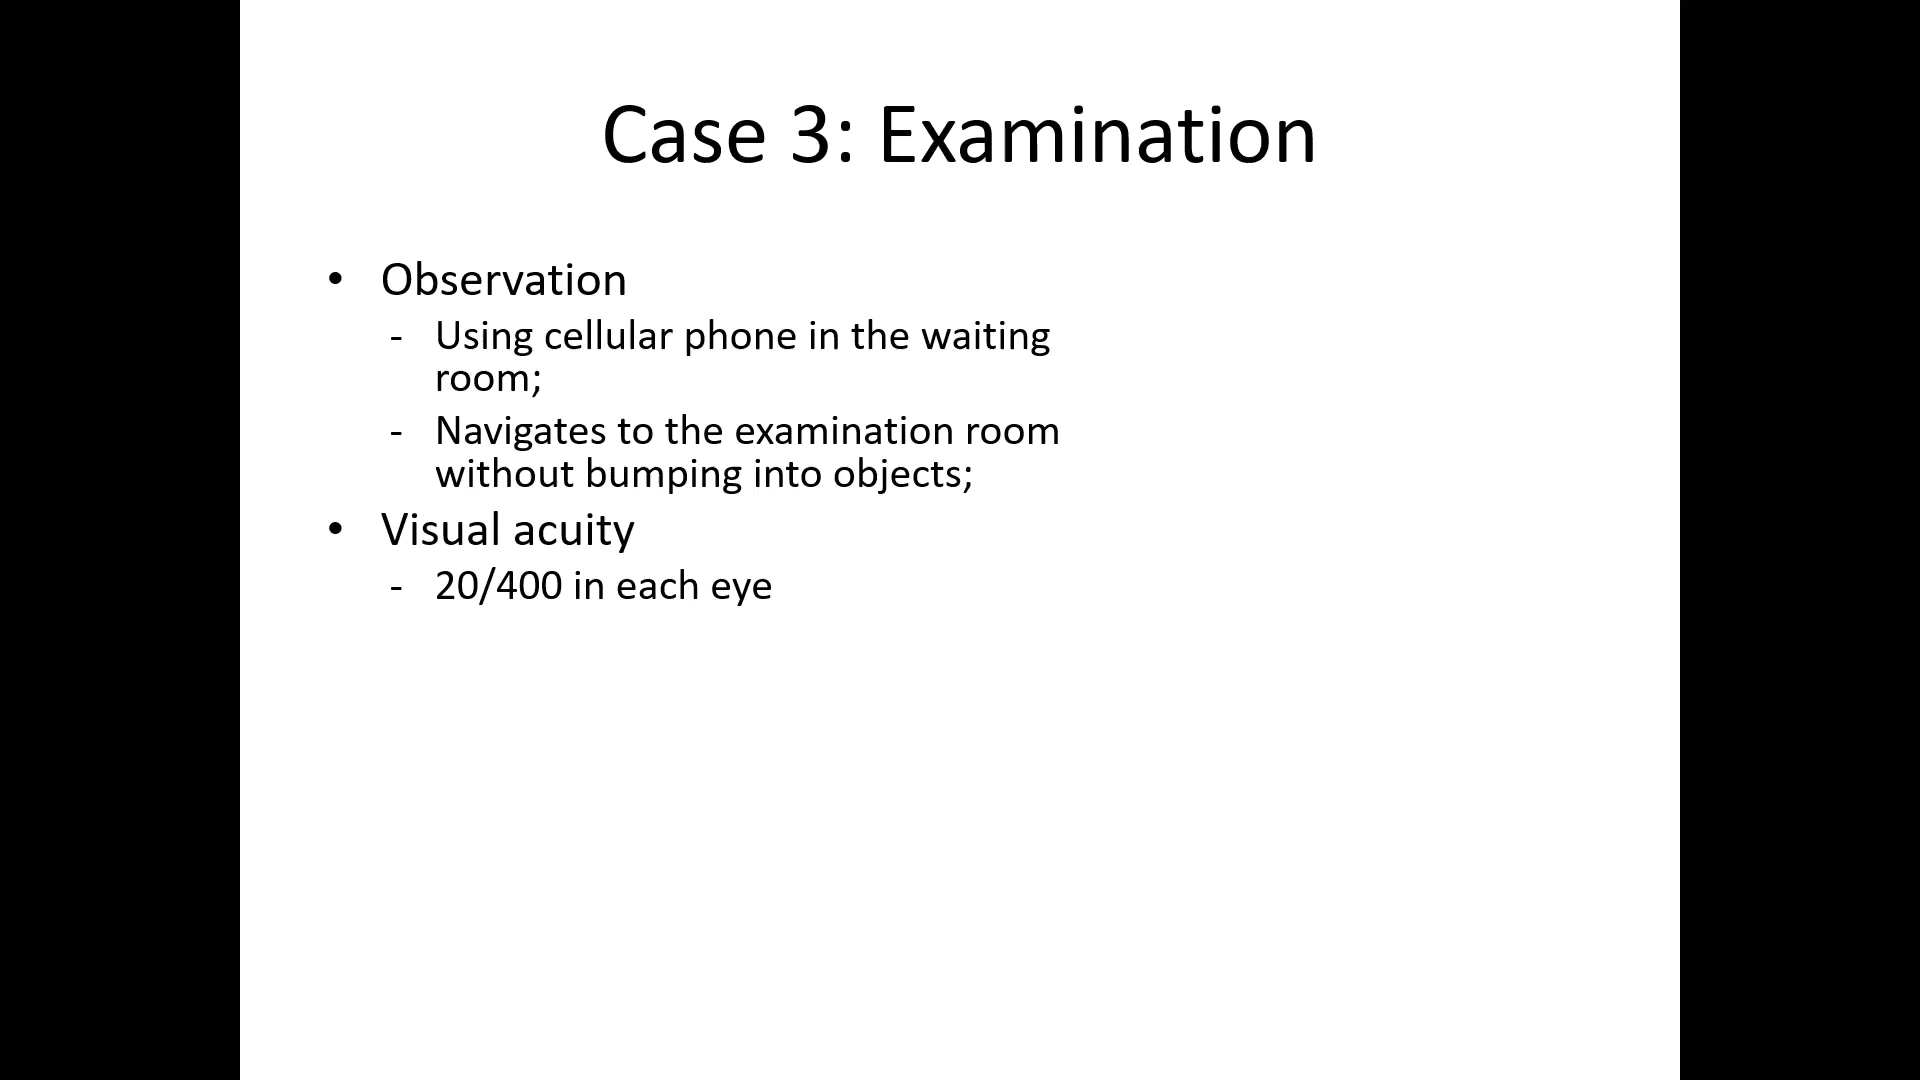 Case 3: Examination
• Observation
- Using cellular phone in the waiting
room;
- Navigates to the examination room
without bumping into objects;
• Visual acuity
- 20/400 in each eye